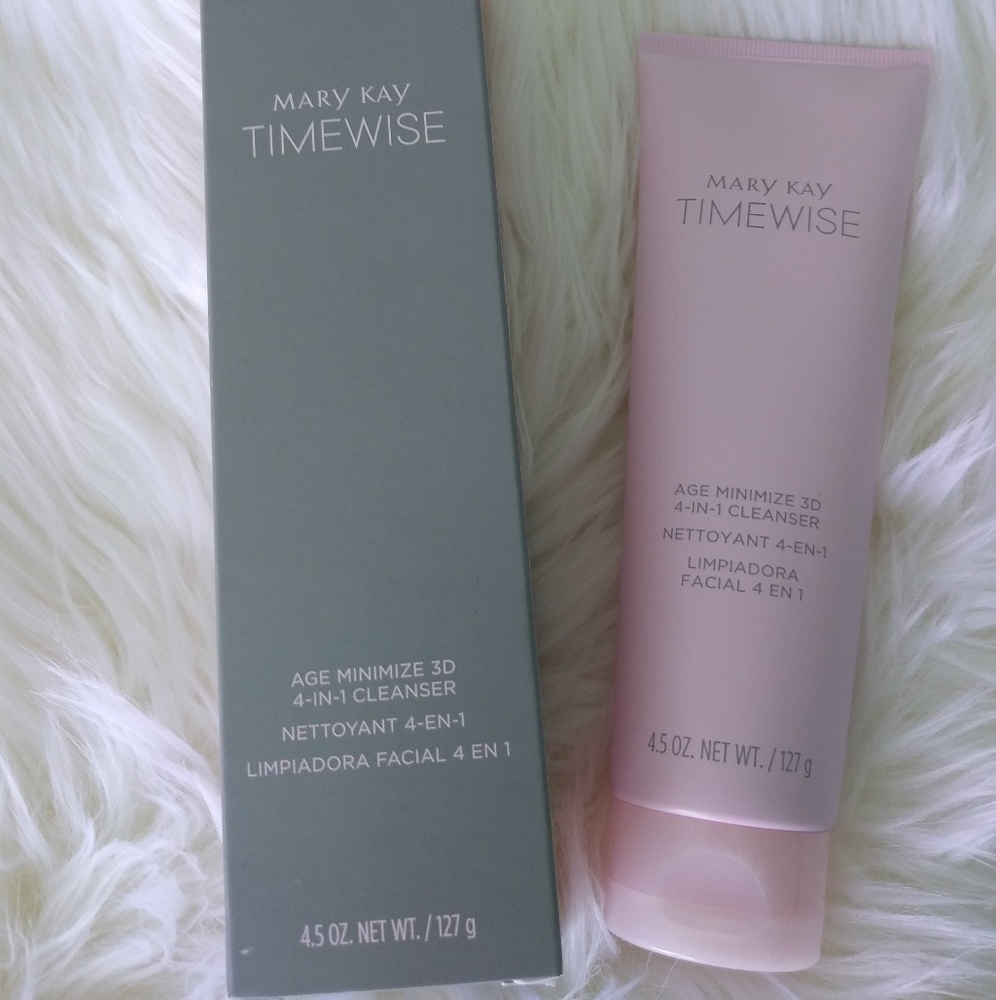 MARY KAY
TIMEWISE
AGE MINIMIZE 3D
4-IN-1 CLEANSER
NETTOYANT 4-EN-1
LIMPIADORA FACIAL 4 EN 1
4.5 OZ. NET WT. / 127 g
MARY KAY
TIMEWISE
AGE MINIMIZE 3D
4-IN-1 CLEANSER
NETTOYANT 4-EN-1
LIMPIADORA
FACIAL 4 EN 1
4.5 OZ. NET WT. / 127 g